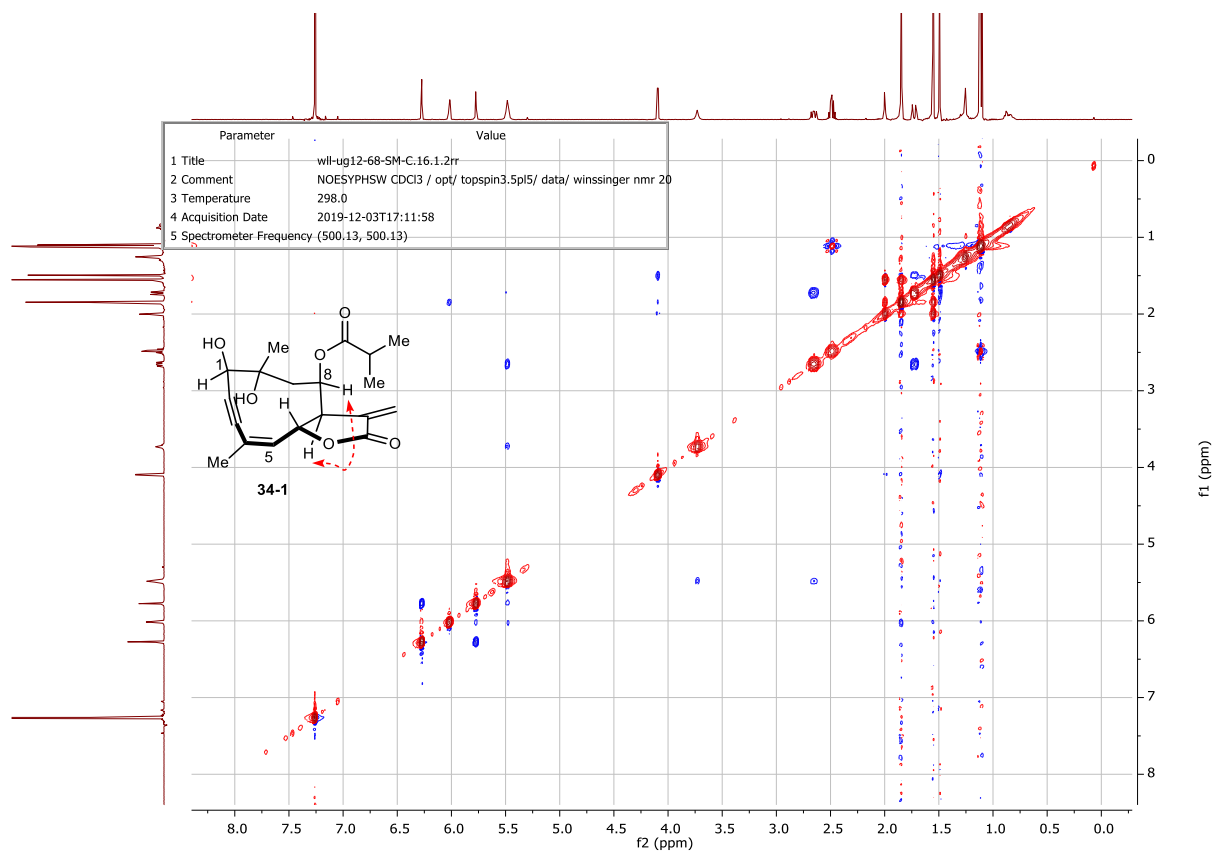 Parameter Value
1 Title wll-ug12-68-SM-C.16.1.2rr
2 Comment NOESYPHSW CDCl3 / opt/ topspin3.5pl5/ data/ winssinger nmr 20
3 Temperature 298.0
4 Acquisition Date 2019-12-03T17:11:58
5 Spectrometer Frequency (500.13, 500.13)
O
HO Me O Me
1 8 Me
H HO H H
O O
5 H
Me
34-1
0
1
2
3
4
5
6
7
8
f1 (ppm)
8.0 7.5 7.0 6.5 6.0 5.5 5.0 4.5 4.0 3.5 3.0 2.5 2.0 1.5 1.0 0.5 0.0
f2 (ppm)